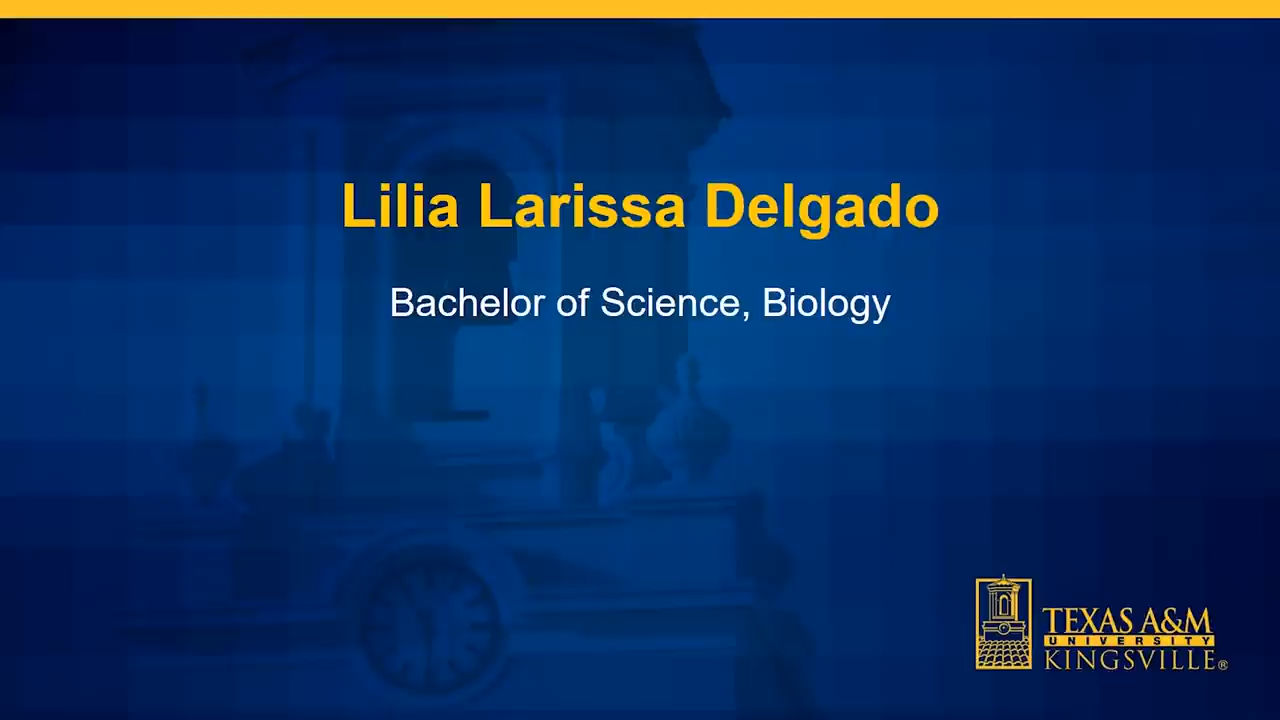 Lilia Larissa Delgado
Bachelor of Science, Biology
TEXAS A&M
UNIVERSITY
KINGSVILLE®